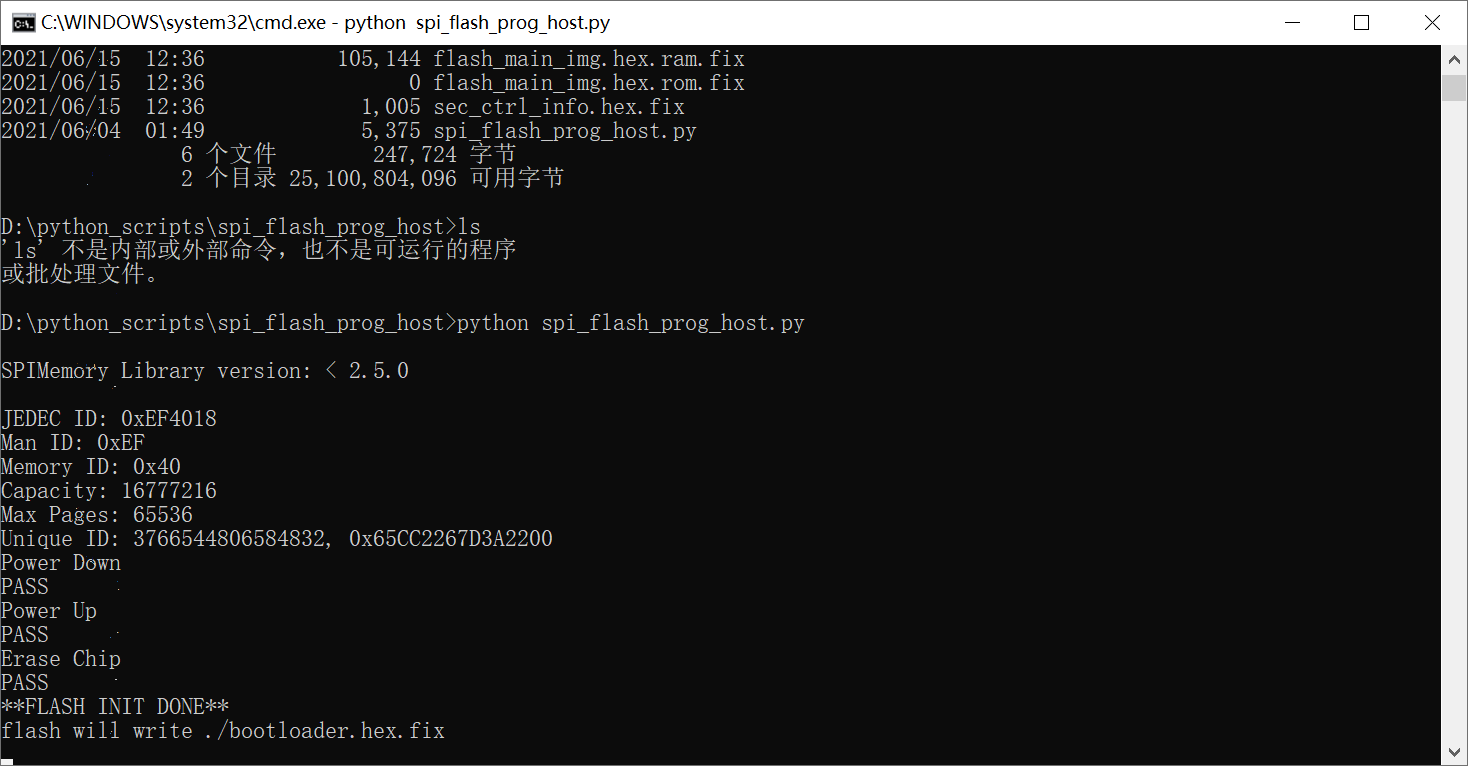 C:\WINDOWS\system32\cmd.exe - python  spi_flash_prog_host.py
2021/06/15  12:36           105,144 flash_main_img.hex.ram.fix
2021/06/15  12:36                 0 flash_main_img.hex.rom.fix
2021/06/15  12:36             1,005 sec_ctrl_info.hex.fix
2021/06/04  01:49             5,375 spi_flash_prog_host.py
               6 个文件        247,724 字节
               2 个目录 25,100,804,096 可用字节
D:\python_scripts\spi_flash_prog_host>ls
'ls' 不是内部或外部命令，也不是可运行的程序
或批处理文件。
D:\python_scripts\spi_flash_prog_host>python spi_flash_prog_host.py
SPIMemory Library version: < 2.5.0
JEDEC ID: 0xEF4018
Man ID: 0xEF
Memory ID: 0x40
Capacity: 16777216
Max Pages: 65536
Unique ID: 3766544806584832, 0x65CC2267D3A2200
Power Down
PASS
Power Up
PASS
Erase Chip
PASS
**FLASH INIT DONE**
flash will write ./bootloader.hex.fix